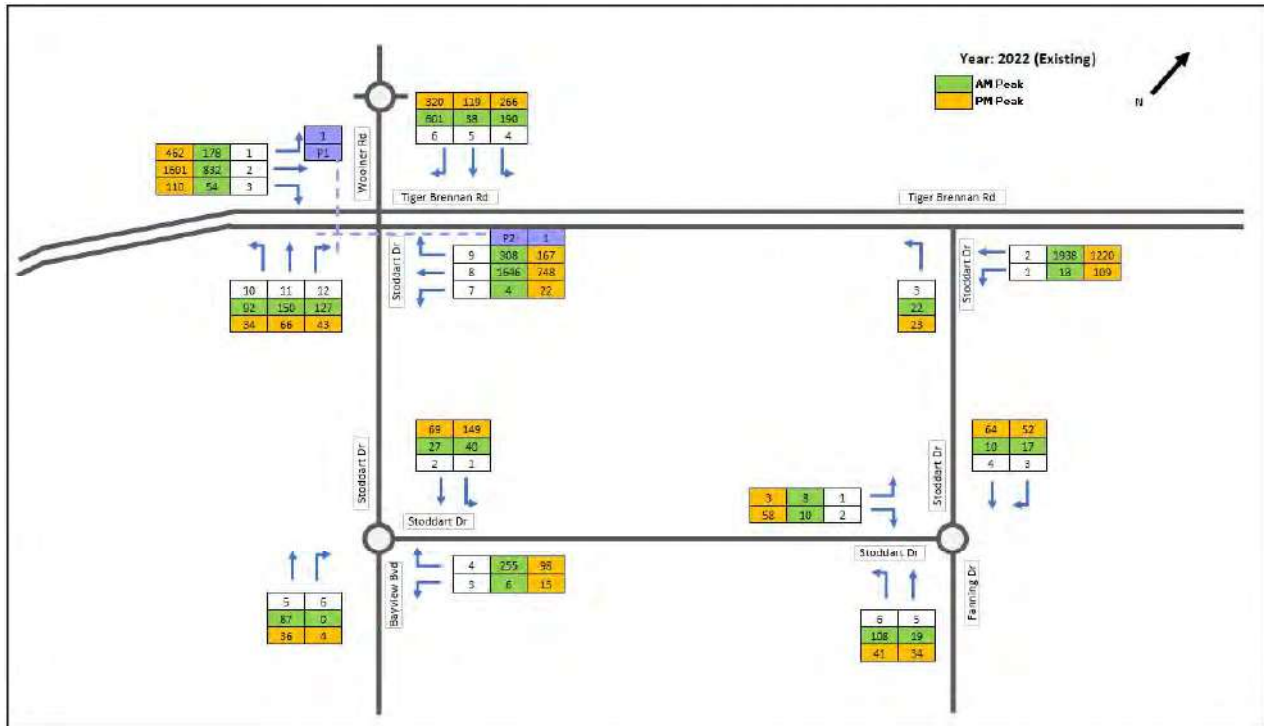 Year: 2022 (Existing)
AM Peak
PM Peak
N
320 119 266
601 58 190
6 5 4
1
P1
462 178 1
1601 832 2
110 54 3
Woolner Rd
Tiger Brennan Rd
Tiger Brennan Rd
P2 1
9 308 167
8 1646 748
7 4 22
Stoddart Dr
10 11 12
92 150 127
34 66 43
3
22
23
Stoddart Dr
2 1938 1220
1 13 109
69 149
27 40
2 1
64 52
10 17
4 3
Stoddart Dr
Stoddart Dr
3 8 1
58 10 2
Stoddart Dr
Stoddart Dr
4 255 98
3 6 15
Bayview Bvd
5 6
87 0
36 4
6 5
108 19
41 34
Fanning Dr